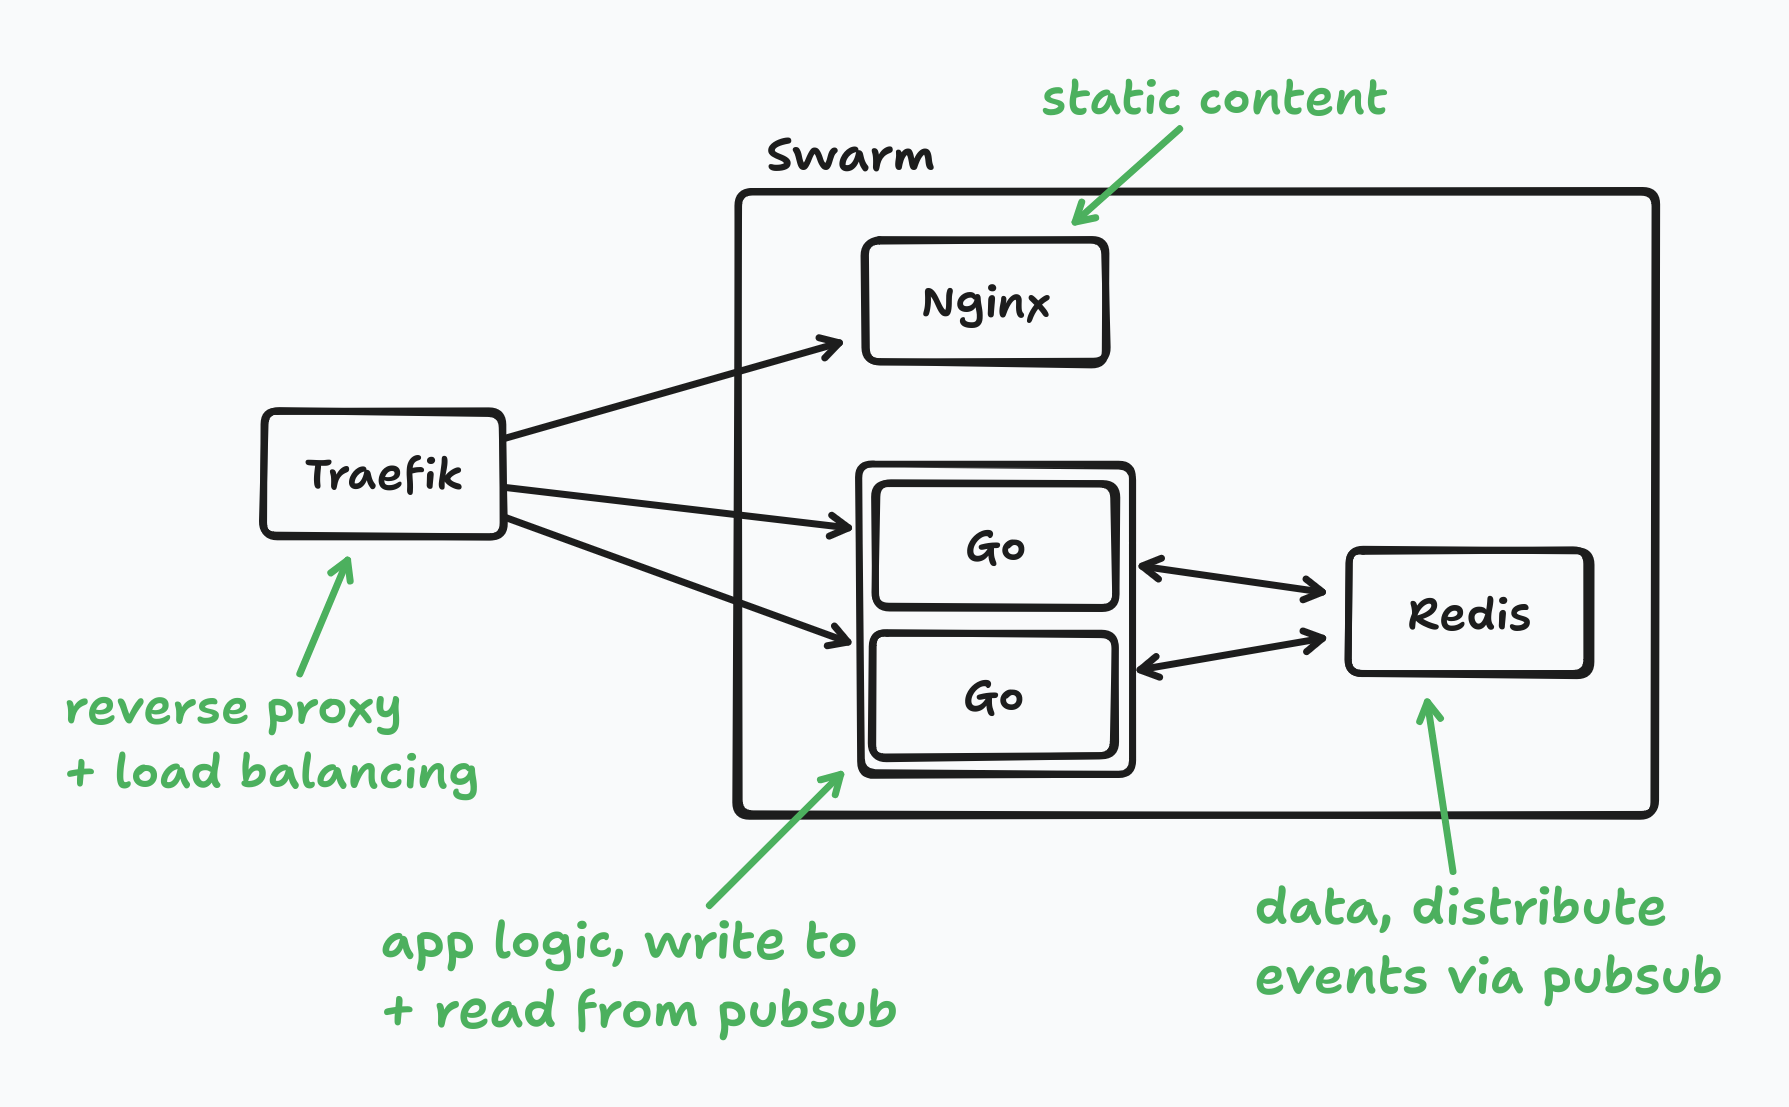 static content
Swarm
Nginx
Traefik
Go
Go
Redis
reverse proxy
+ load balancing
app logic, write to
+ read from pubsub
data, distribute
events via pubsub